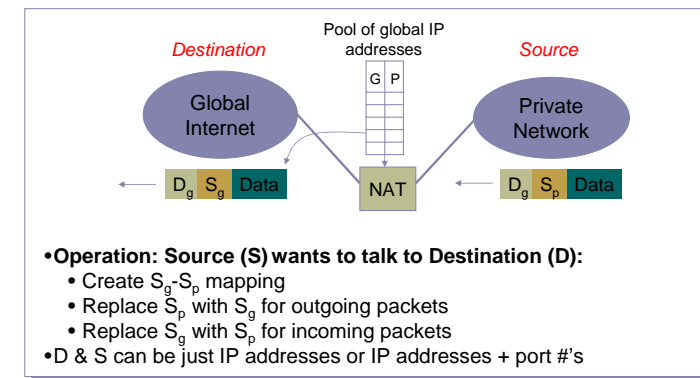 Pool of global IP
addresses
Destination
Source
G P
Global
Internet
Private
Network
Dg Sg Data
NAT
Dg Sp Data
•Operation: Source (S) wants to talk to Destination (D):
• Create Sg-Sp mapping
• Replace Sp with Sg for outgoing packets
• Replace Sg with Sp for incoming packets
•D & S can be just IP addresses or IP addresses + port #'s